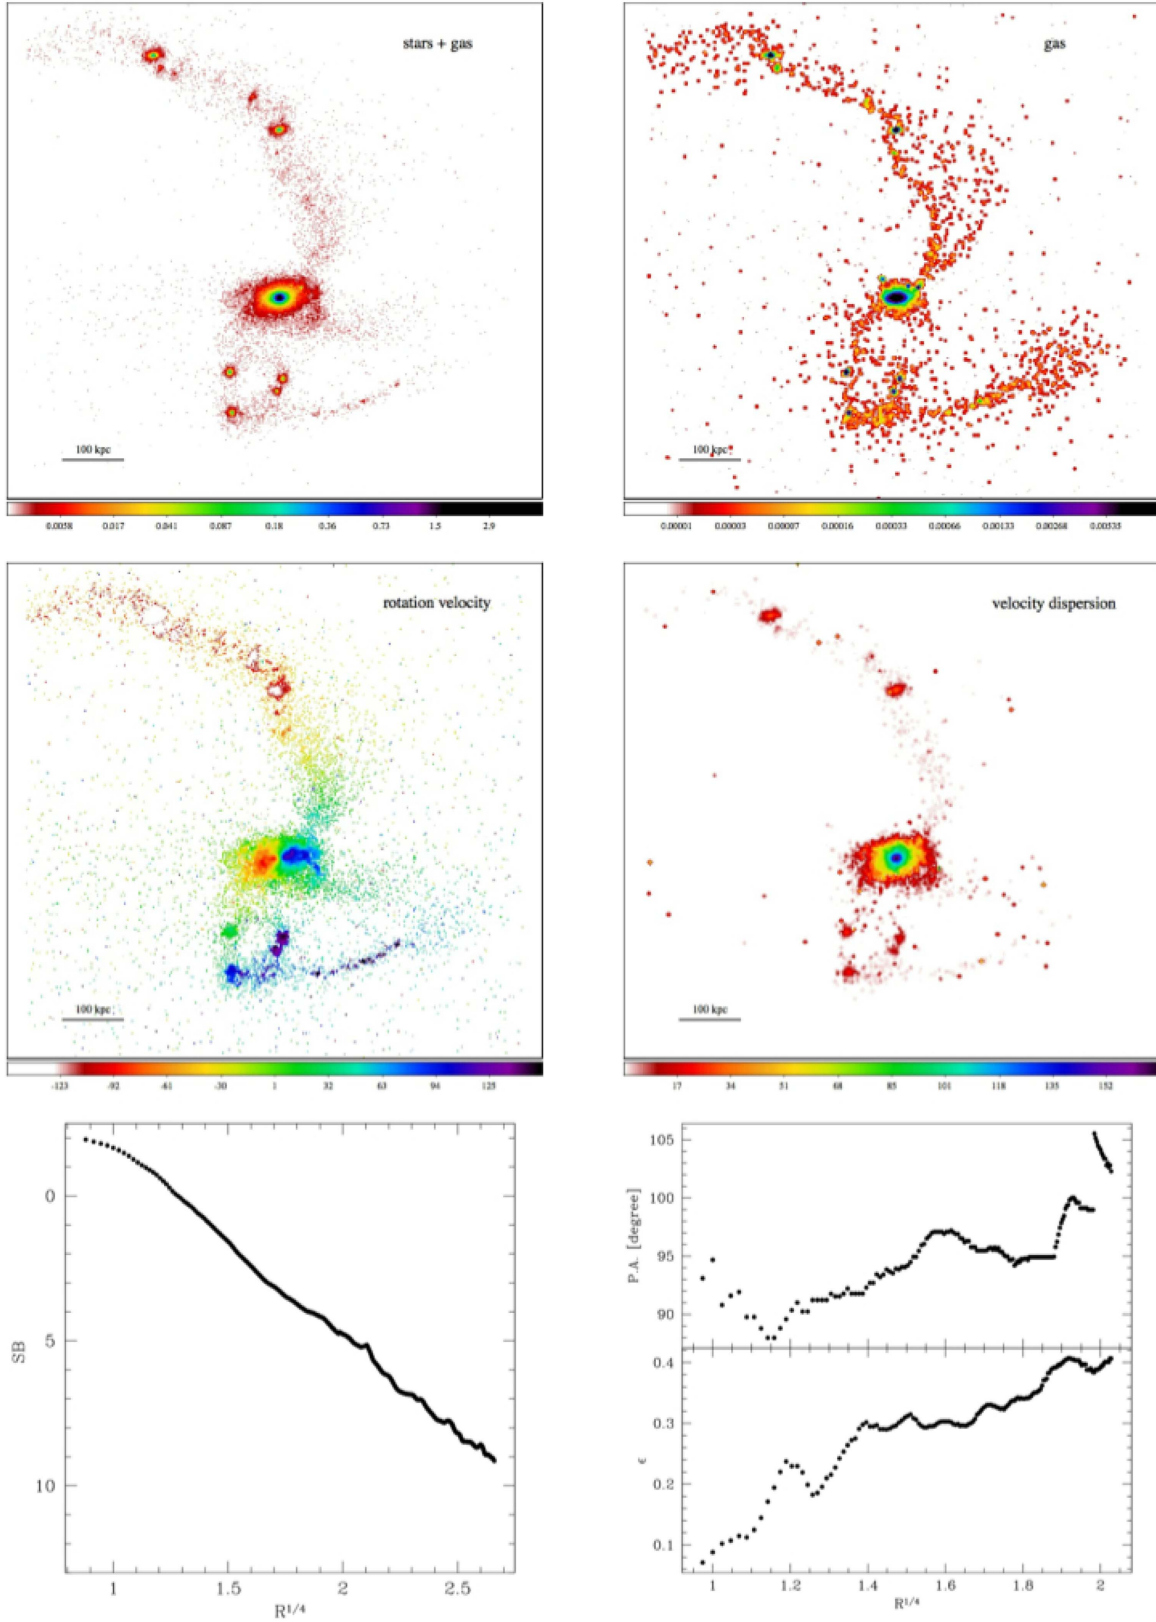 stars + gas
100 kpc
0.0058 0.017 0.041 0.087 0.18 0.36 0.73 1.5 2.9
gas
100 kpc
0.00001 0.00003 0.00007 0.00016 0.00033 0.00066 0.00133 0.00268 0.00535
rotation velocity
100 kpc
-123 -92 -61 -30 1 32 63 94 125
velocity dispersion
100 kpc
17 34 51 68 85 101 118 135 152
0
5
10
SB
1 1.5 2 2.5
R1/4
105
100
95
90
P.A. [degree]
0.4
0.3
0.2
0.1
ε
1 1.2 1.4 1.6 1.8 2
R1/4